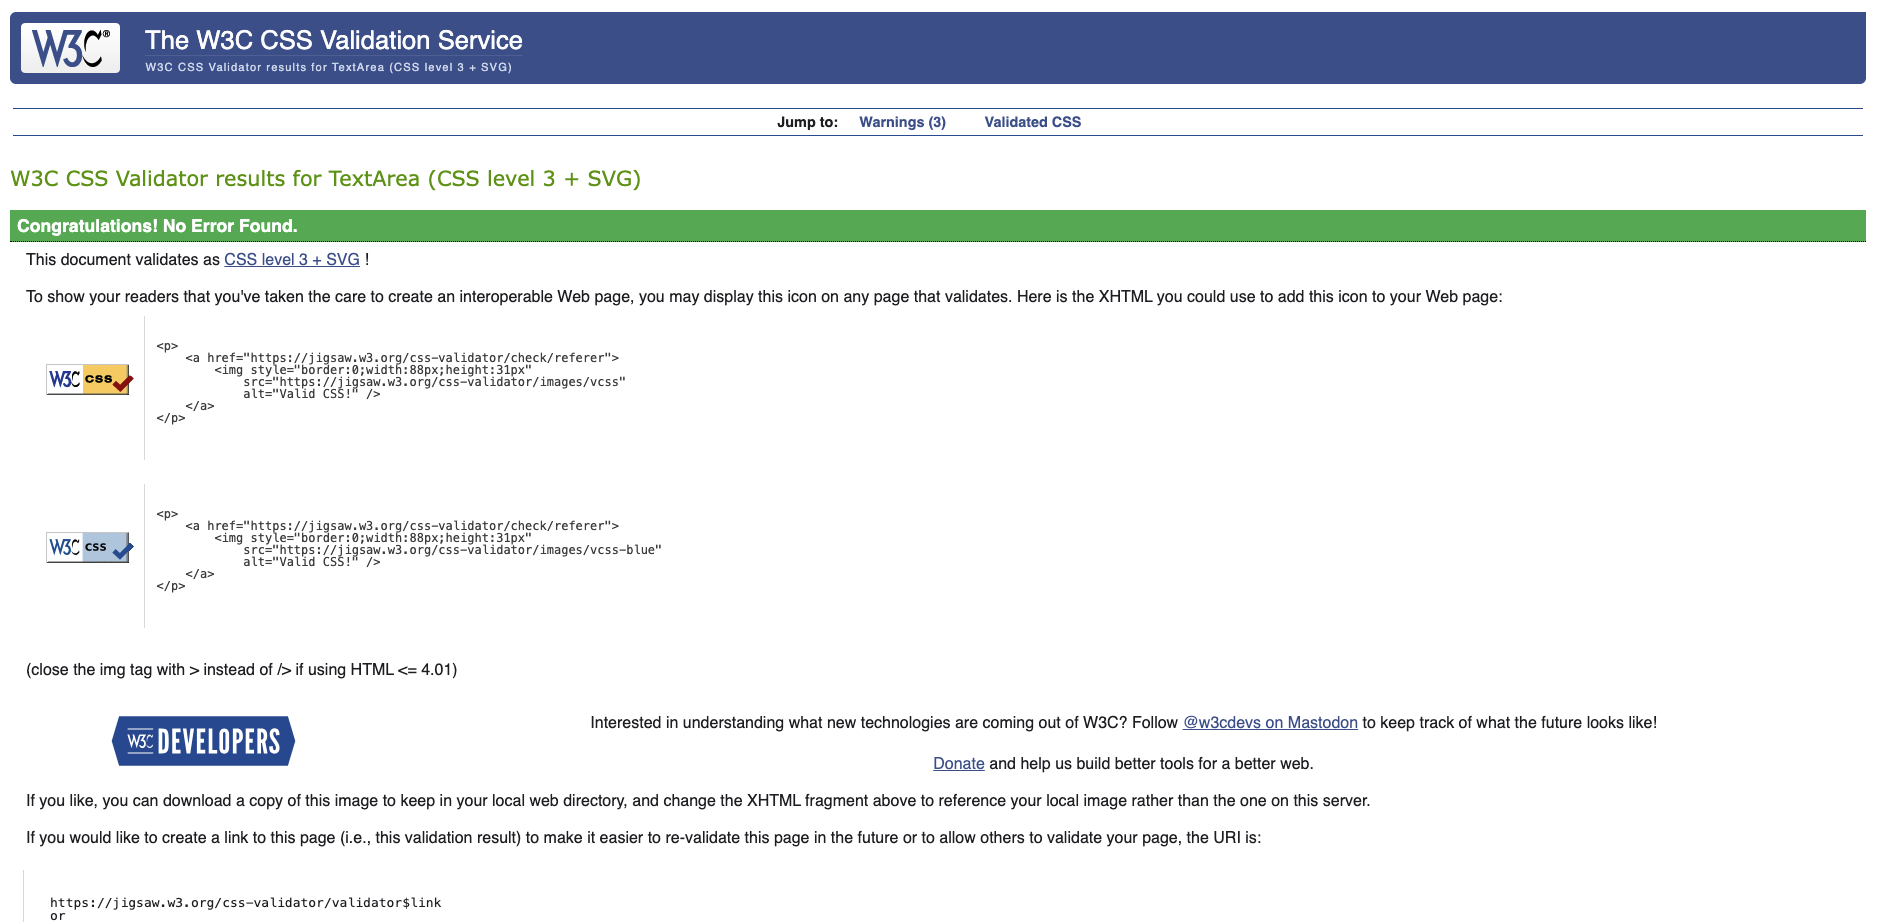 W3C®
The W3C CSS Validation Service
W3C CSS Validator results for TextArea (CSS level 3 + SVG)
Jump to: Warnings (3) Validated CSS
W3C CSS Validator results for TextArea (CSS level 3 + SVG)
Congratulations! No Error Found.
This document validates as CSS level 3 + SVG !
To show your readers that you've taken the care to create an interoperable Web page, you may display this icon on any page that validates. Here is the XHTML you could use to add this icon to your Web page:
W3C css
<p>
    <a href="https://jigsaw.w3.org/css-validator/check/referer">
        <img style="border:0;width:88px;height:31px"
            src="https://jigsaw.w3.org/css-validator/images/vcss"
            alt="Valid CSS!" />
    </a>
</p>
W3C css
<p>
    <a href="https://jigsaw.w3.org/css-validator/check/referer">
        <img style="border:0;width:88px;height:31px"
            src="https://jigsaw.w3.org/css-validator/images/vcss-blue"
            alt="Valid CSS!" />
    </a>
</p>
(close the img tag with > instead of /> if using HTML <= 4.01)
W3C DEVELOPERS
Interested in understanding what new technologies are coming out of W3C? Follow @w3cdevs on Mastodon to keep track of what the future looks like!
Donate and help us build better tools for a better web.
If you like, you can download a copy of this image to keep in your local web directory, and change the XHTML fragment above to reference your local image rather than the one on this server.
If you would like to create a link to this page (i.e., this validation result) to make it easier to re-validate this page in the future or to allow others to validate your page, the URI is:
https://jigsaw.w3.org/css-validator/validator$link
or